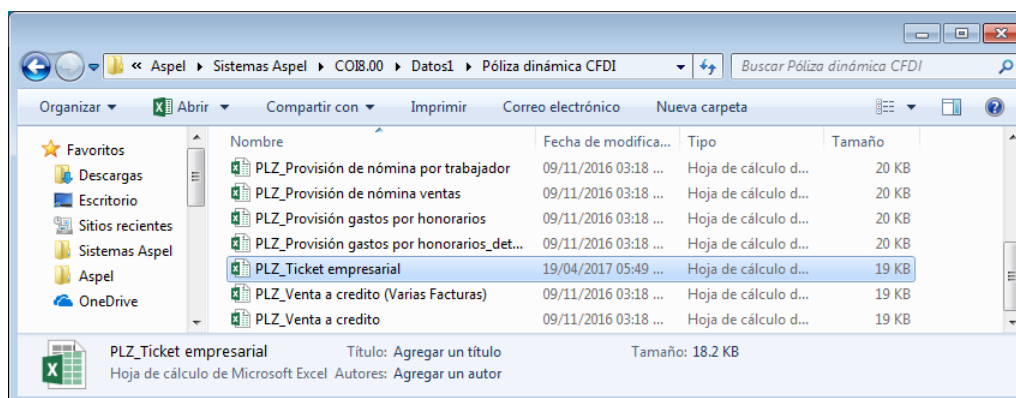 « Aspel ▸ Sistemas Aspel ▸ COI8.00 ▸ Datos1 ▸ Póliza dinámica CFDI Buscar Póliza dinámica CFDI
Organizar Abrir Compartir con Imprimir Correo electrónico Nueva carpeta
Favoritos
Descargas
Escritorio
Sitios recientes
Sistemas Aspel
Aspel
OneDrive
Nombre Fecha de modifica... Tipo Tamaño
PLZ_Provisión de nómina por trabajador 09/11/2016 03:18 ... Hoja de cálculo d... 20 KB
PLZ_Provisión de nómina ventas 09/11/2016 03:18 ... Hoja de cálculo d... 20 KB
PLZ_Provisión gastos por honorarios 09/11/2016 03:18 ... Hoja de cálculo d... 20 KB
PLZ_Provisión gastos por honorarios_det... 09/11/2016 03:18 ... Hoja de cálculo d... 20 KB
PLZ_Ticket empresarial 19/04/2017 05:49 ... Hoja de cálculo d... 19 KB
PLZ_Venta a credito (Varias Facturas) 09/11/2016 03:18 ... Hoja de cálculo d... 19 KB
PLZ_Venta a credito 09/11/2016 03:18 ... Hoja de cálculo d... 19 KB
PLZ_Ticket empresarial Título: Agregar un título Tamaño: 18.2 KB
Hoja de cálculo de Microsoft Excel Autores: Agregar un autor